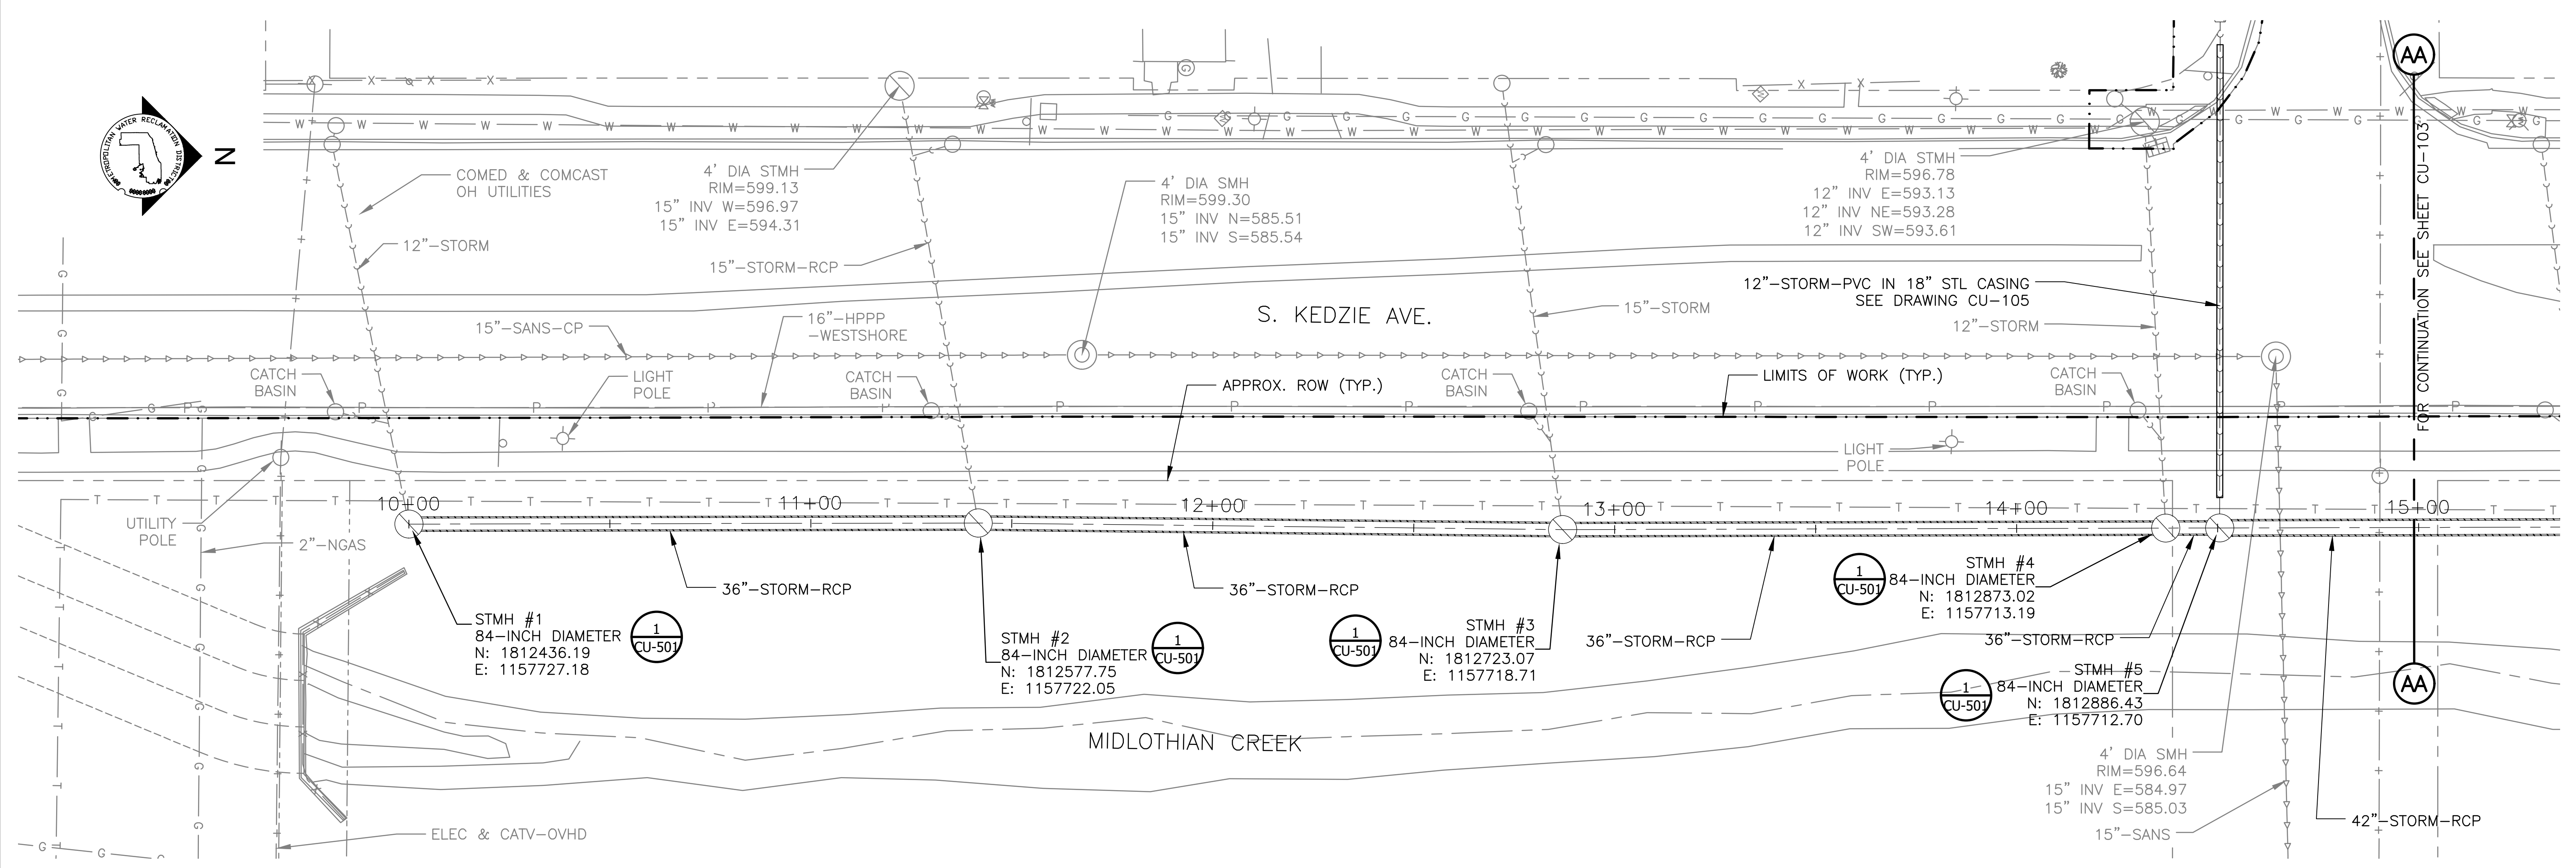 METROPOLITAN WATER RECLAMATION DISTRICT
N
COMED & COMCAST
OH UTILITIES
12"-STORM
4' DIA STMH
RIM=599.13
15" INV W=596.97
15" INV E=594.31
15"-STORM-RCP
4' DIA SMH
RIM=599.30
15" INV N=585.51
15" INV S=585.54
4' DIA STMH
RIM=596.78
12" INV E=593.13
12" INV NE=593.28
12" INV SW=593.61
12"-STORM-PVC IN 18" STL CASING
SEE DRAWING CU-105
AA
FOR CONTINUATION SEE SHEET CU-103
S. KEDZIE AVE.
15"-SANS-CP
16"-HPPP
-WESTSHORE
15"-STORM
12"-STORM
CATCH
BASIN
LIGHT
POLE
CATCH
BASIN
APPROX. ROW (TYP.)
CATCH
BASIN
LIMITS OF WORK (TYP.)
CATCH
BASIN
LIGHT
POLE
10+00
11+00
12+00
13+00
14+00
15+00
UTILITY
POLE
2"-NGAS
36"-STORM-RCP
36"-STORM-RCP
STMH #1
84-INCH DIAMETER
N: 1812436.19
E: 1157727.18
1
CU-501
STMH #2
84-INCH DIAMETER
N: 1812577.75
E: 1157722.05
1
CU-501
1
CU-501
STMH #3
84-INCH DIAMETER
N: 1812723.07
E: 1157718.71
36"-STORM-RCP
1
CU-501
STMH #4
84-INCH DIAMETER
N: 1812873.02
E: 1157713.19
36"-STORM-RCP
1
CU-501
STMH #5
84-INCH DIAMETER
N: 1812886.43
E: 1157712.70
AA
MIDLOTHIAN CREEK
4' DIA SMH
RIM=596.64
15" INV E=584.97
15" INV S=585.03
15"-SANS
42"-STORM-RCP
ELEC & CATV-OVHD